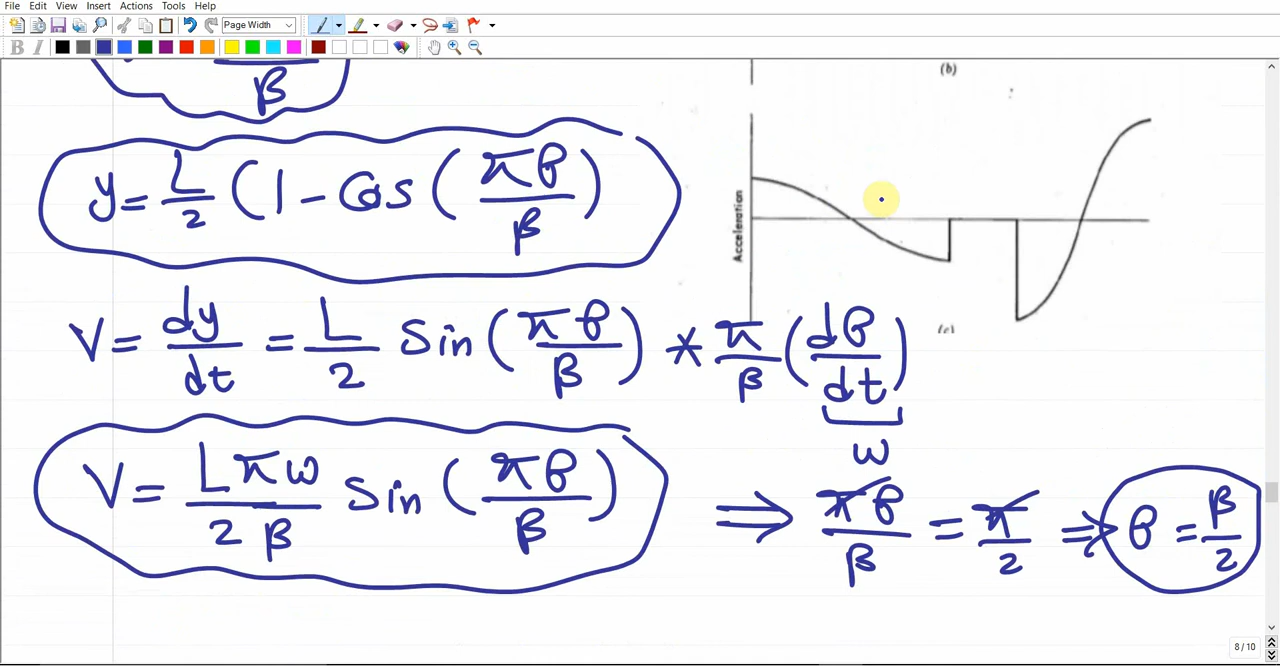 File Edit View Insert Actions Tools Help
Page Width
B I
β
(b)
y = L/2 (1 - Cos (πθ/β)
Acceleration
(c)
V = dy/dt = L/2 Sin (πθ/β) * π/β (dθ/dt)
ω
V = Lπω/2β Sin (πθ/β) ⇒ πθ/β = π/2 ⇒ θ = β/2
8 / 10